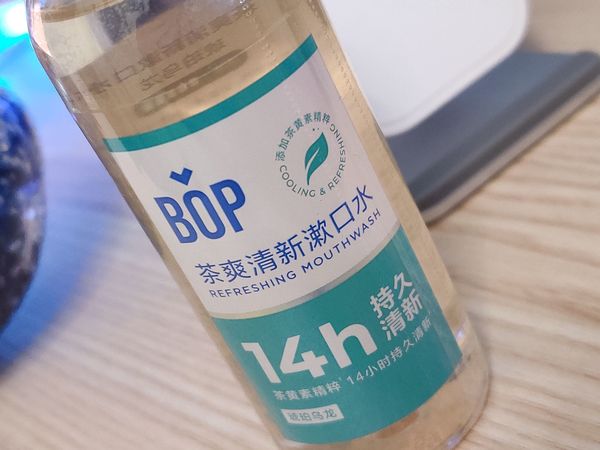 添加茶黄素精粹
COOLING & REFRESHING
BOP
茶爽清新漱口水
REFRESHING MOUTHWASH
14h 持久
清新
茶黄素精粹 14小时持久清新
琥珀乌龙